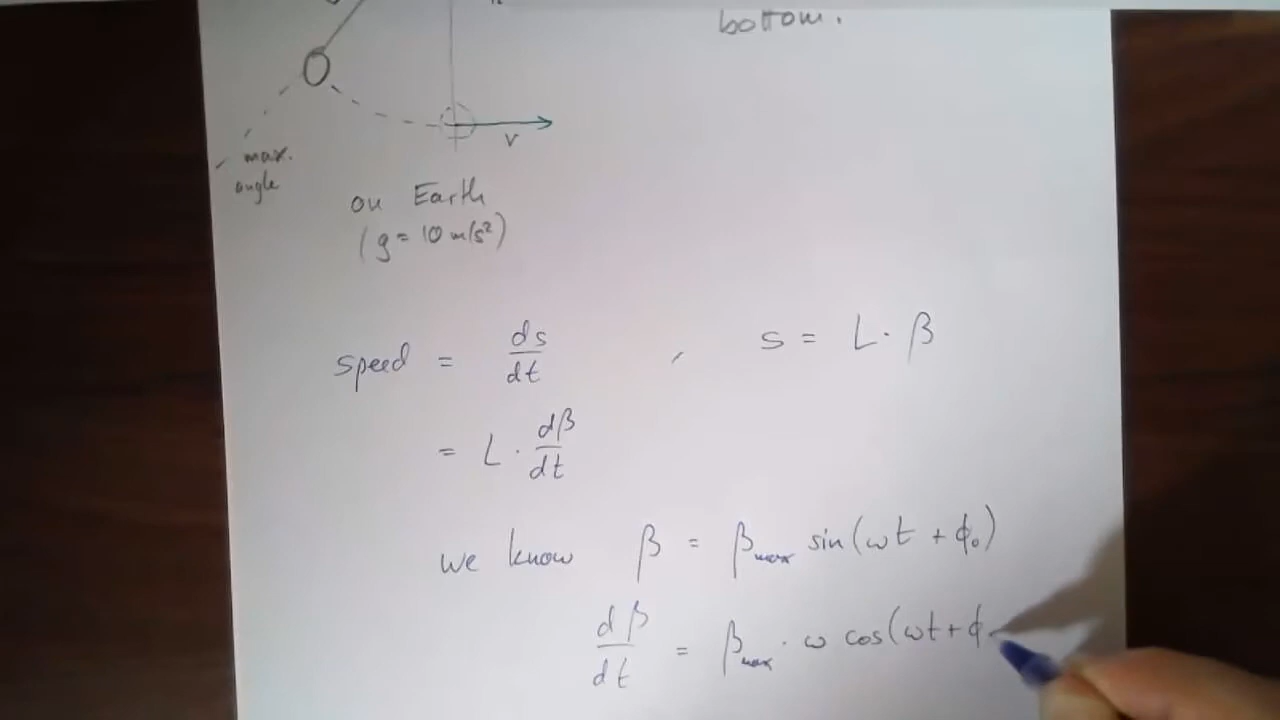 bottom.
v
max.
angle
on Earth
(g = 10 m/s²)
speed = ds/dt , s = L · β
= L · dβ/dt
we know β = βmax sin(ωt + ϕ₀)
dβ/dt = βmax · ω cos(ωt + ϕ